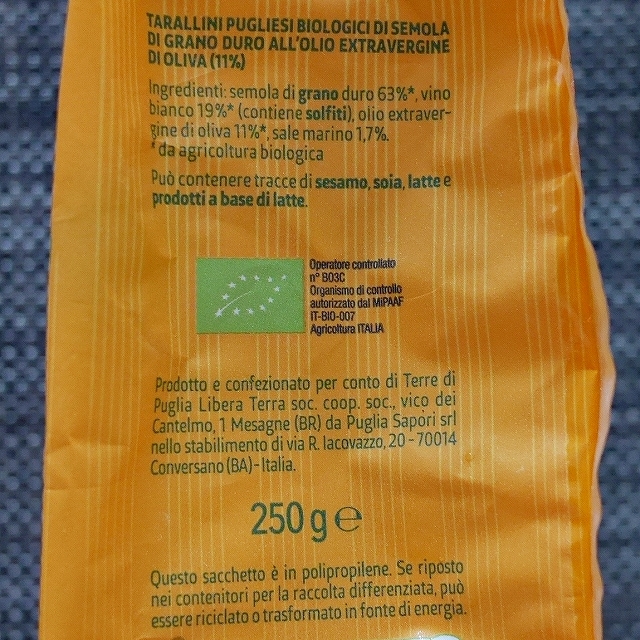 TARALLINI PUGLIESI BIOLOGICI DI SEMOLA
DI GRANO DURO ALL'OLIO EXTRAVERGINE
DI OLIVA (11%)
Ingredienti: semola di grano duro 63%*, vino
bianco 19%* (contiene solfiti), olio extraver-
gine di oliva 11%*, sale marino 1,7%.
*da agricoltura biologica
Può contenere tracce di sesamo, soia, latte e
prodotti a base di latte.
Operatore controllato
n° B03C
Organismo di controllo
autorizzato dal MiPAAF
IT-BIO-007
Agricoltura ITALIA
Prodotto e confezionato per conto di Terre di
Puglia Libera Terra soc. coop. soc., vico dei
Cantelmo, 1 Mesagne (BR) da Puglia Sapori srl
nello stabilimento di via R. Iacovazzo, 20 - 70014
Conversano (BA) - Italia.
250 g ℮
Questo sacchetto è in polipropilene. Se riposto
nei contenitori per la raccolta differenziata, può
essere riciclato o trasformato in fonte di energia.